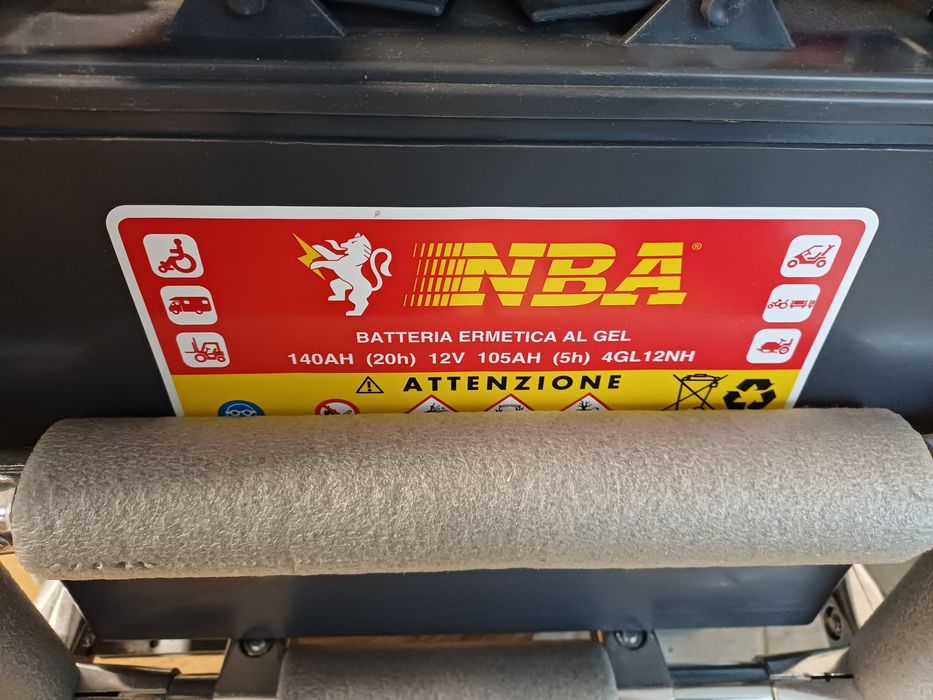 NBA®
BATTERIA ERMETICA AL GEL
140AH (20h) 12V 105AH (5h) 4GL12NH
ATTENZIONE